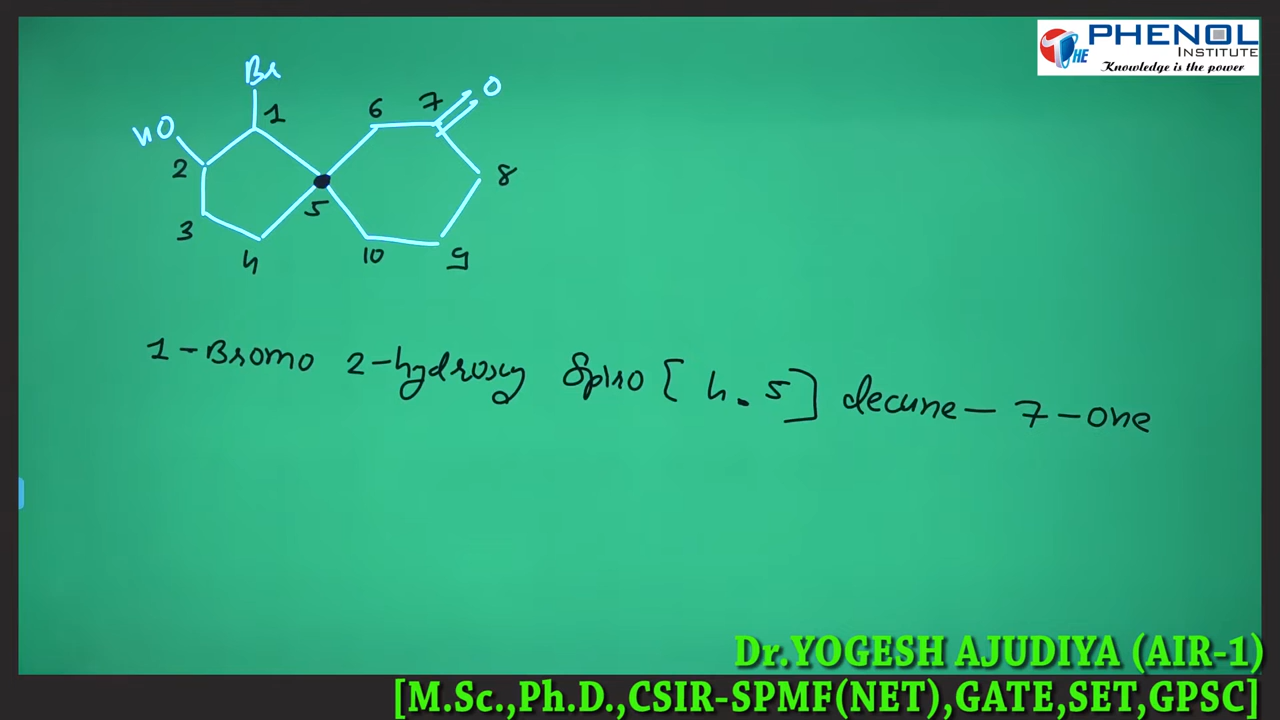 PHENOL
INSTITUTE
THE
Knowledge is the power
Br
HO
O
1
2
3
4
5
6
7
8
9
10
1-Bromo 2-hydroxy Spiro [4.5] decane-7-one
Dr.YOGESH AJUDIYA (AIR-1)
[M.Sc.,Ph.D.,CSIR-SPMF(NET),GATE,SET,GPSC]